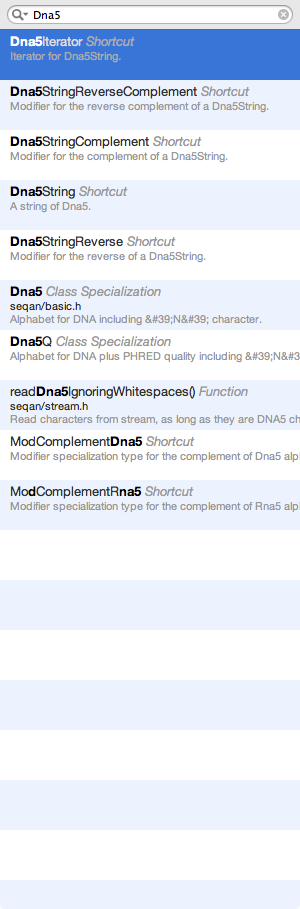 Dna5
Dna5Iterator Shortcut
Iterator for Dna5String.
Dna5StringReverseComplement Shortcut
Modifier for the reverse complement of a Dna5String.
Dna5StringComplement Shortcut
Modifier for the complement of a Dna5String.
Dna5String Shortcut
A string of Dna5.
Dna5StringReverse Shortcut
Modifier for the reverse of a Dna5String.
Dna5 Class Specialization
seqan/basic.h
Alphabet for DNA including &#39;N&#39; character.
Dna5Q Class Specialization
Alphabet for DNA plus PHRED quality including &#39;N&#3
readDna5IgnoringWhitespaces() Function
seqan/stream.h
Read characters from stream, as long as they are DNA5 ch
ModComplementDna5 Shortcut
Modifier specialization type for the complement of Dna5 alp
ModComplementRna5 Shortcut
Modifier specialization type for the complement of Rna5 alp